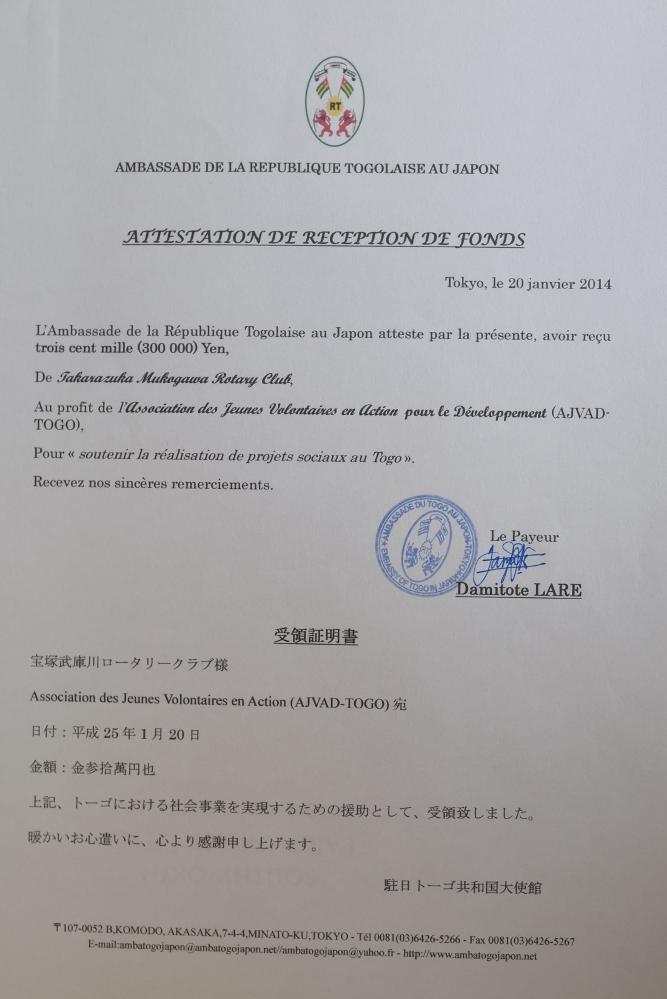 RT
AMBASSADE DE LA REPUBLIQUE TOGOLAISE AU JAPON
ATTESTATION DE RECEPTION DE FONDS
Tokyo, le 20 janvier 2014
L'Ambassade de la République Togolaise au Japon atteste par la présente, avoir reçu
trois cent mille (300 000) Yen,
De Takarazuka Mukogawa Rotary Club,
Au profit de l'Association des Jeunes Volontaires en Action pour le Développement (AJVAD-
TOGO),
Pour « soutenir la réalisation de projets sociaux au Togo ».
Recevez nos sincères remerciements.
AMBASSADE DU TOGO AU JAPON-TOKYO
EMBASSY OF TOGO IN JAPAN
Le Payeur
Damitote LARE
受領証明書
宝塚武庫川ロータリークラブ様
Association des Jeunes Volontaires en Action (AJVAD-TOGO) 宛
日付：平成 25 年 1 月 20 日
金額：金参拾萬円也
上記、トーゴにおける社会事業を実現するための援助として、受領致しました。
暖かいお心遣いに、心より感謝申し上げます。
駐日トーゴ共和国大使館
〒107-0052 B,KOMODO, AKASAKA,7-4-4,MINATO-KU,TOKYO - Tél 0081(03)6426-5266 - Fax 0081(03)6426-5267
E-mail:ambatogojapon@ambatogojapon.net//ambatogojapon@yahoo.fr - http://www.ambatogojapon.net